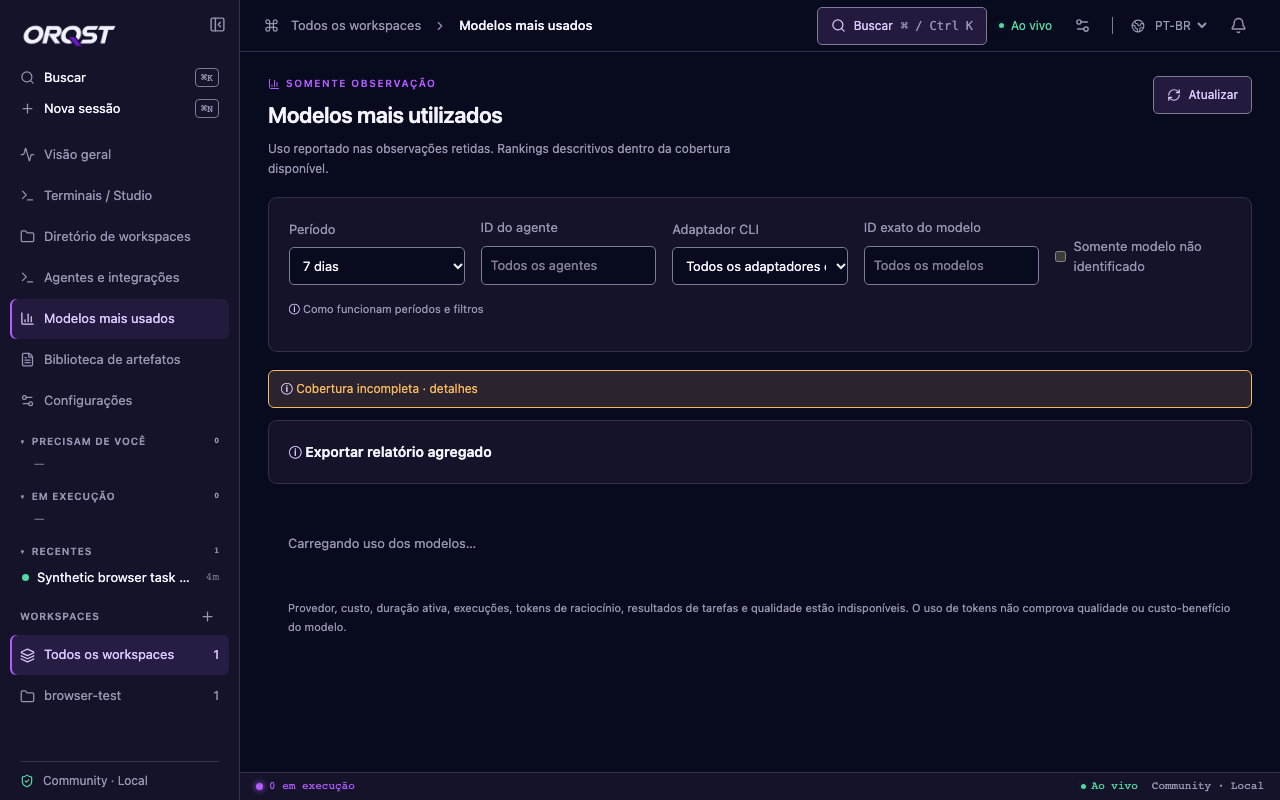 ORQST
Buscar
⌘K
Nova sessão
⌘N
Visão geral
Terminais / Studio
Diretório de workspaces
Agentes e integrações
Modelos mais usados
Biblioteca de artefatos
Configurações
PRECISAM DE VOCÊ 0
—
EM EXECUÇÃO 0
—
RECENTES 1
Synthetic browser task ... 4m
WORKSPACES
Todos os workspaces 1
browser-test 1
Community · Local
Todos os workspaces
Modelos mais usados
Buscar ⌘ / Ctrl K
Ao vivo
PT-BR
SOMENTE OBSERVAÇÃO
Modelos mais utilizados
Atualizar
Uso reportado nas observações retidas. Rankings descritivos dentro da cobertura
disponível.
Período
ID do agente
Adaptador CLI
ID exato do modelo
7 dias
Todos os agentes
Todos os adaptadores
Todos os modelos
Somente modelo não
identificado
Como funcionam períodos e filtros
Cobertura incompleta · detalhes
Exportar relatório agregado
Carregando uso dos modelos...
Provedor, custo, duração ativa, execuções, tokens de raciocínio, resultados de tarefas e qualidade estão indisponíveis. O uso de tokens não comprova qualidade ou custo-benefício
do modelo.
0 em execução
Ao vivo
Community · Local